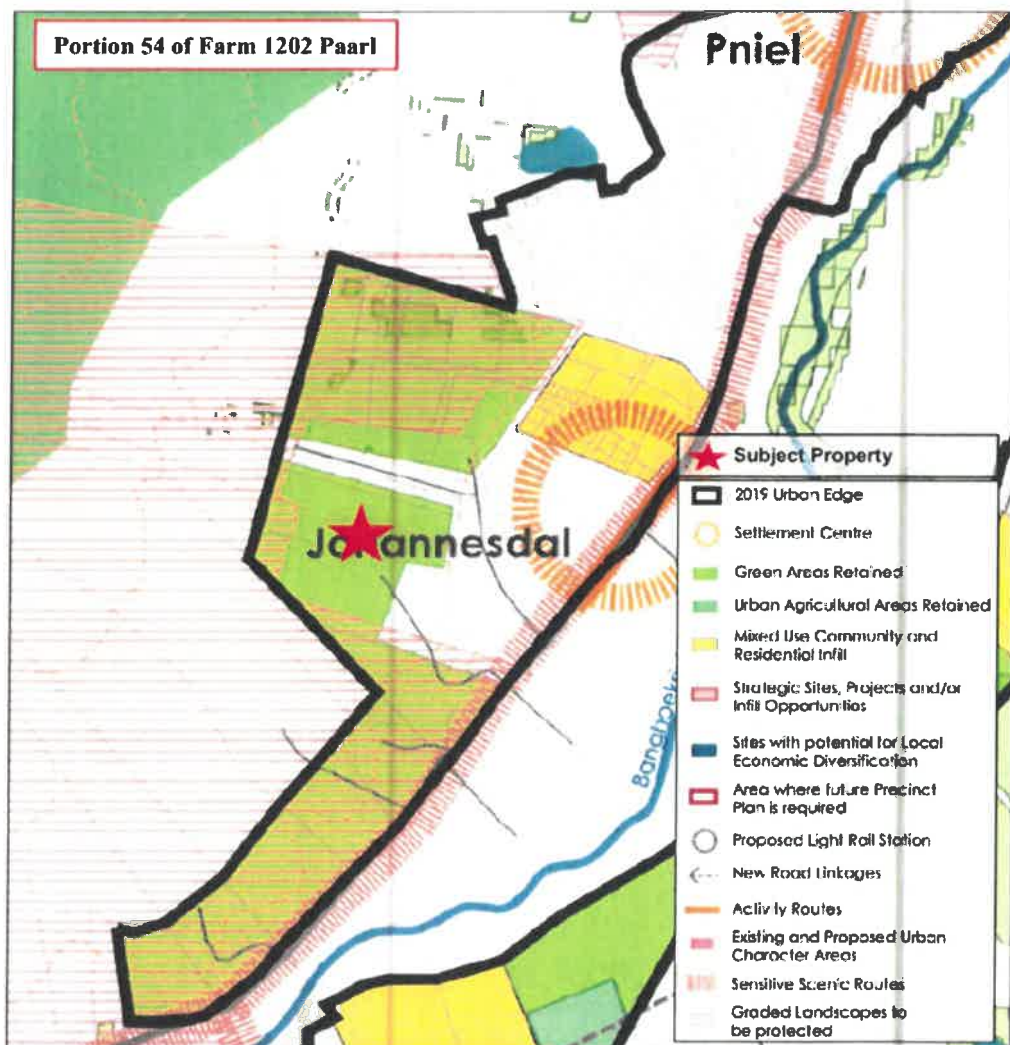 Portion 54 of Farm 1202 Paarl
Pniel
Johannesdal
Banghoek
Subject Property
2019 Urban Edge
Settlement Centre
Green Areas Retained
Urban Agricultural Areas Retained
Mixed Use Community and
Residential Infill
Strategic Sites, Projects and/or
Infill Opportunities
Sites with potential for Local
Economic Diversification
Area where future Precinct
Plan is required
Proposed Light Rail Station
New Road Linkages
Activity Routes
Existing and Proposed Urban
Character Areas
Sensitive Scenic Routes
Graded Landscapes to
be protected